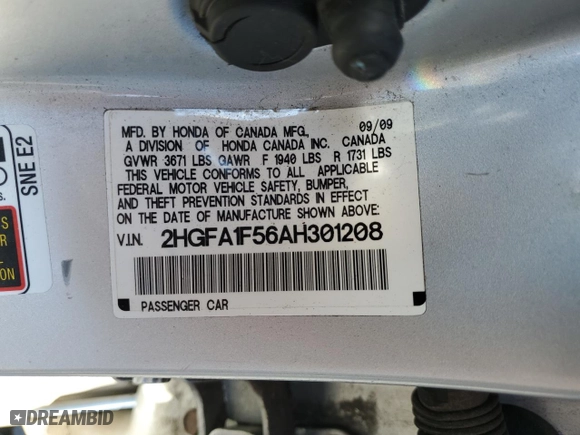 MFD. BY HONDA OF CANADA MFG., 09/09
A DIVISION OF HONDA CANADA INC. CANADA
GVWR 3671 LBS GAWR F 1940 LBS R 1731 LBS
THIS VEHICLE CONFORMS TO ALL APPLICABLE
FEDERAL MOTOR VEHICLE SAFETY, BUMPER,
AND THEFT PREVENTION STANDARDS IN EFFECT
ON THE DATE OF MANUFACTURE SHOWN ABOVE:
V.I.N. 2HGFA1F56AH301208
PASSENGER CAR
SNE E2
DREAMBID